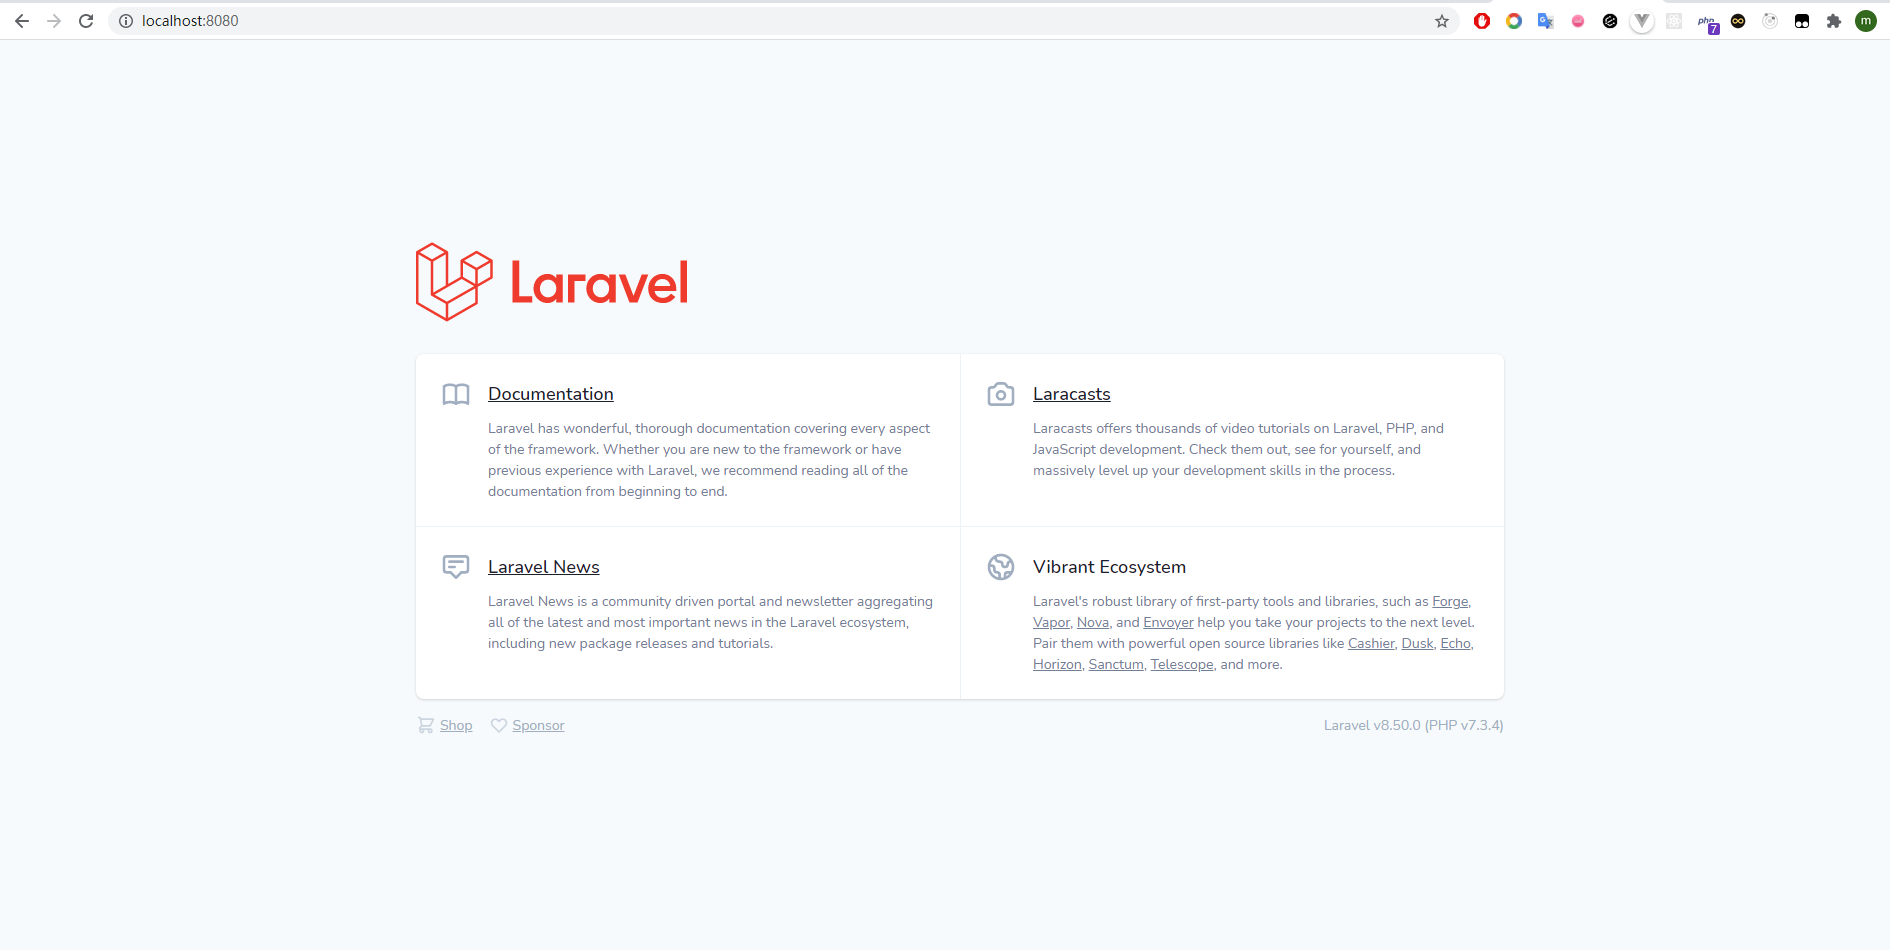 localhost:8080
php
7
m
Laravel
Documentation
Laravel has wonderful, thorough documentation covering every aspect
of the framework. Whether you are new to the framework or have
previous experience with Laravel, we recommend reading all of the
documentation from beginning to end.
Laracasts
Laracasts offers thousands of video tutorials on Laravel, PHP, and
JavaScript development. Check them out, see for yourself, and
massively level up your development skills in the process.
Laravel News
Laravel News is a community driven portal and newsletter aggregating
all of the latest and most important news in the Laravel ecosystem,
including new package releases and tutorials.
Vibrant Ecosystem
Laravel's robust library of first-party tools and libraries, such as Forge,
Vapor, Nova, and Envoyer help you take your projects to the next level.
Pair them with powerful open source libraries like Cashier, Dusk, Echo,
Horizon, Sanctum, Telescope, and more.
Shop
Sponsor
Laravel v8.50.0 (PHP v7.3.4)